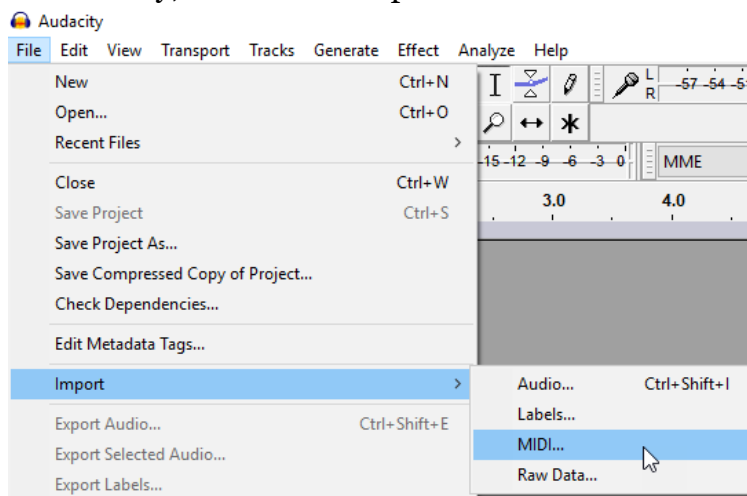 Audacity
File Edit View Transport Tracks Generate Effect Analyze Help
New Ctrl+N
Open... Ctrl+O
Recent Files >
Close Ctrl+W
Save Project Ctrl+S
Save Project As...
Save Compressed Copy of Project...
Check Dependencies...
Edit Metadata Tags...
Import >
Export Audio... Ctrl+Shift+E
Export Selected Audio...
Export Labels...
L
R
-57 -54
-15 -12 -9 -6 -3 0
MME
3.0 4.0
Audio... Ctrl+Shift+I
Labels...
MIDI...
Raw Data...